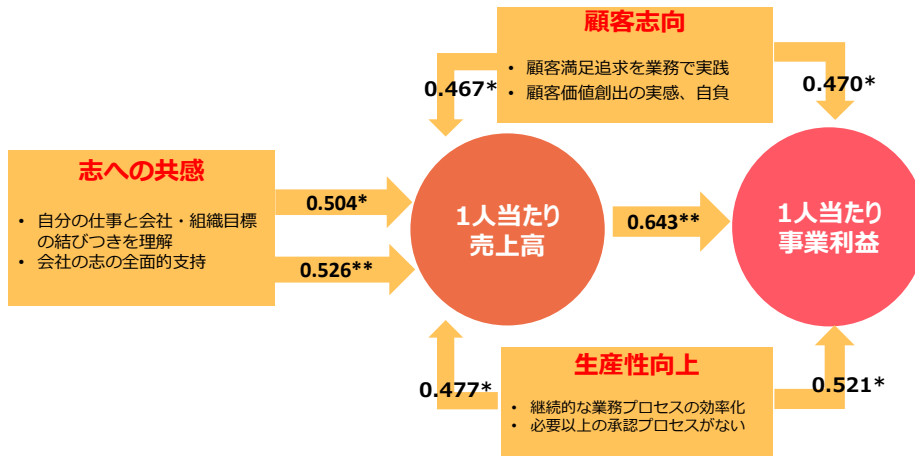 顧客志向
• 顧客満足追求を業務で実践
• 顧客価値創出の実感、自負
0.467*
0.470*
志への共感
• 自分の仕事と会社・組織目標
の結びつきを理解
• 会社の志の全面的支持
0.504*
0.526**
1人当たり
売上高
0.643**
1人当たり
事業利益
生産性向上
• 継続的な業務プロセスの効率化
• 必要以上の承認プロセスがない
0.477*
0.521*